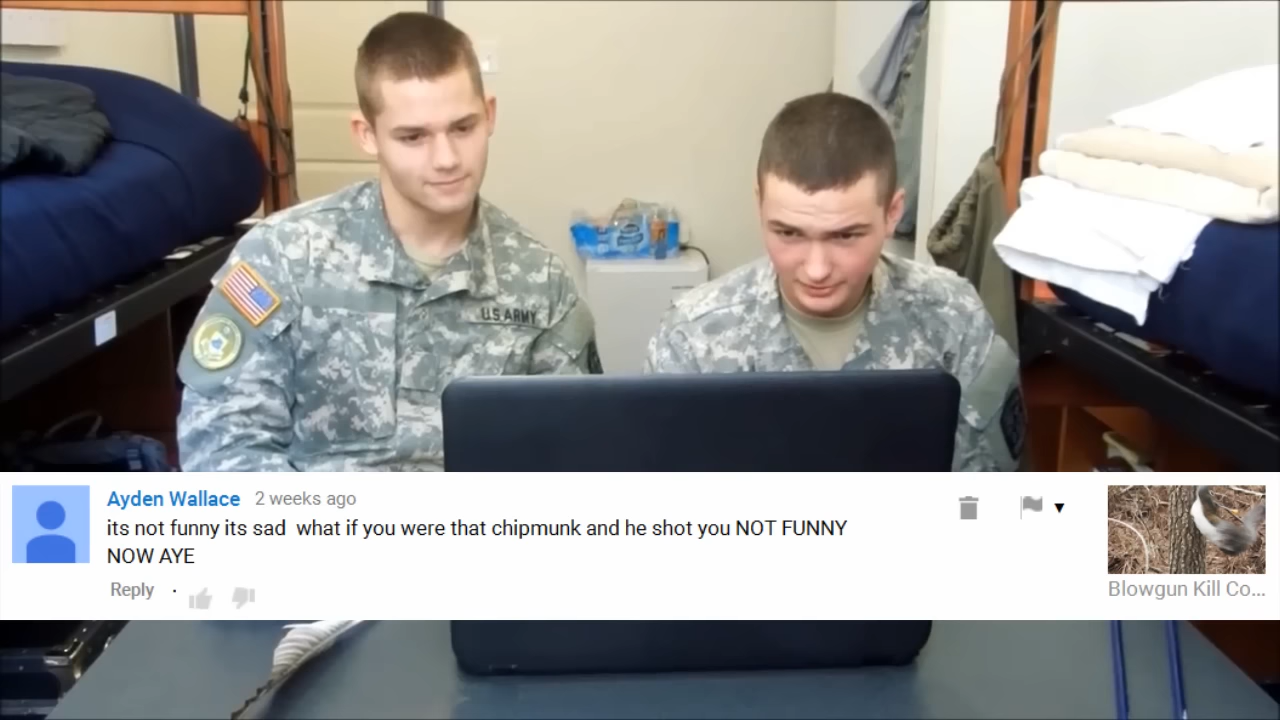 U.S. ARMY
Ayden Wallace 2 weeks ago
its not funny its sad  what if you were that chipmunk and he shot you NOT FUNNY
NOW AYE
Reply ·
Blowgun Kill Co...